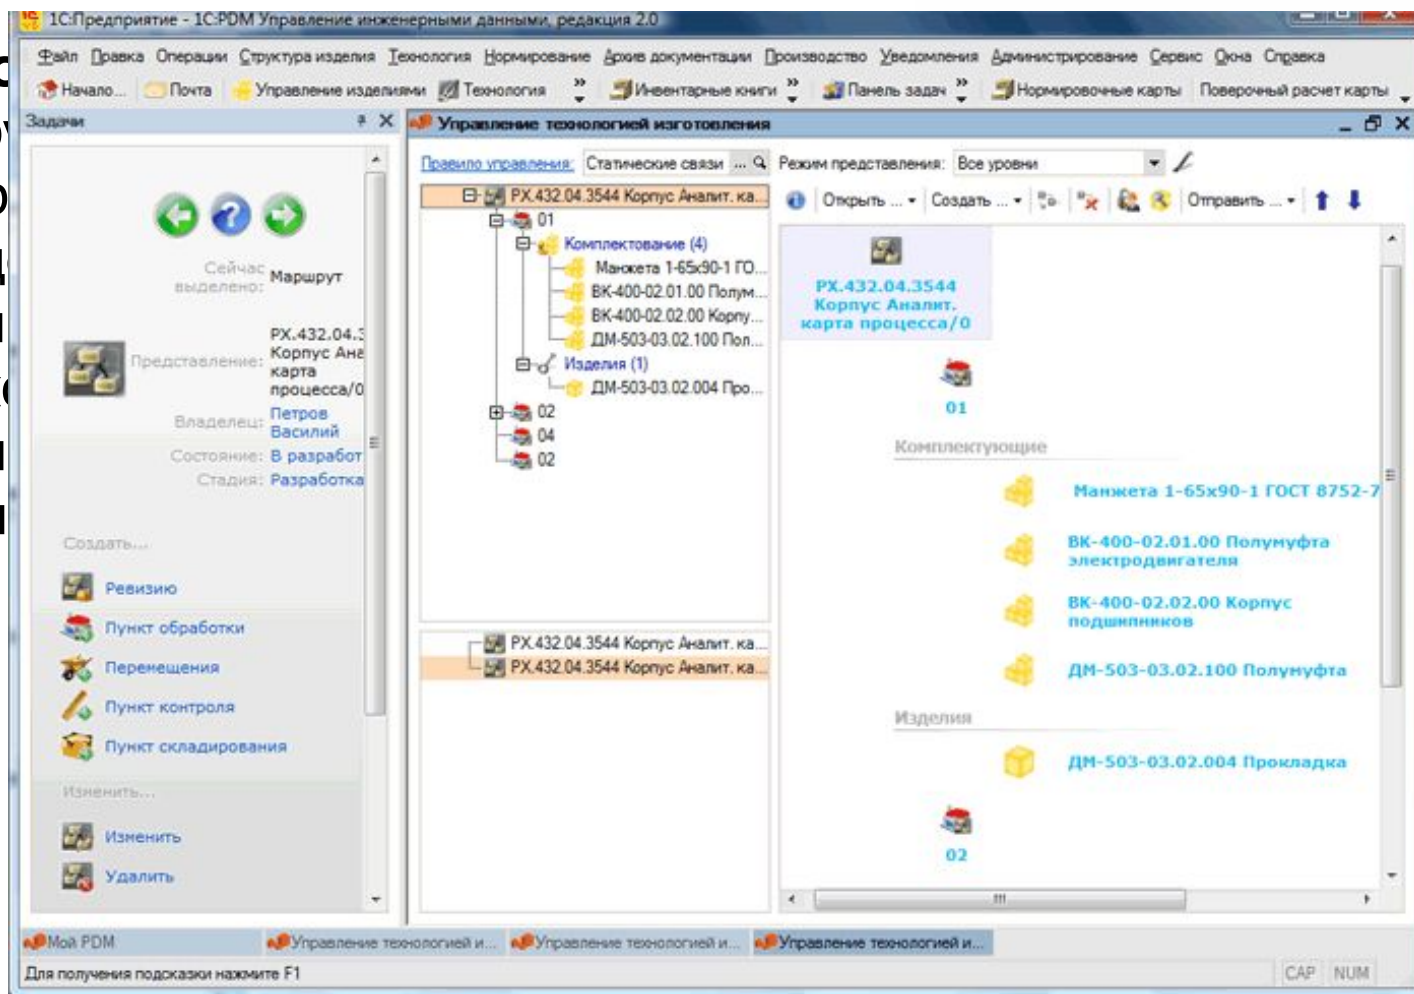 1С:Предприятие - 1С:PDM Управление инженерными данными, редакция 2.0
Файл Правка Операции Структура изделия Технология Нормирование Архив документации Производство Уведомления Администрирование Сервис Окна Справка
Начало... Почта Управление изделиями Технология Инвентарные книги Панель задач Нормировочные карты Поверочный расчет карты
Задачи
Сейчас выделено: Маршрут
Представление: РХ.432.04.3
Корпус Ана
карта
процесса/0
Владелец: Петров
Василий
Состояние: В разработ
Стадия: Разработка
Создать...
Ревизию
Пункт обработки
Перемещения
Пункт контроля
Пункт складирования
Изменить...
Изменить
Удалить
Управление технологией изготовления
Правило управления: Статические связи ... Режим представления: Все уровни
РХ.432.04.3544 Корпус Аналит. ка...
01
Комплектование (4)
Манжета 1-65х90-1 ГО...
ВК-400-02.01.00 Полум...
ВК-400-02.02.00 Корпу...
ДМ-503-03.02.100 Пол...
Изделия (1)
ДМ-503-03.02.004 Про...
02
04
02
РХ.432.04.3544 Корпус Аналит. ка...
РХ.432.04.3544 Корпус Аналит. ка...
Открыть ... Создать ... Отправить ...
РХ.432.04.3544
Корпус Аналит.
карта процесса/0
01
Комплектующие
Манжета 1-65х90-1 ГОСТ 8752-7
ВК-400-02.01.00 Полумуфта
электродвигателя
ВК-400-02.02.00 Корпус
подшипников
ДМ-503-03.02.100 Полумуфта
Изделия
ДМ-503-03.02.004 Прокладка
02
Мой PDM Управление технологией и... Управление технологией и... Управление технологией и...
Для получения подсказки нажмите F1
CAP NUM